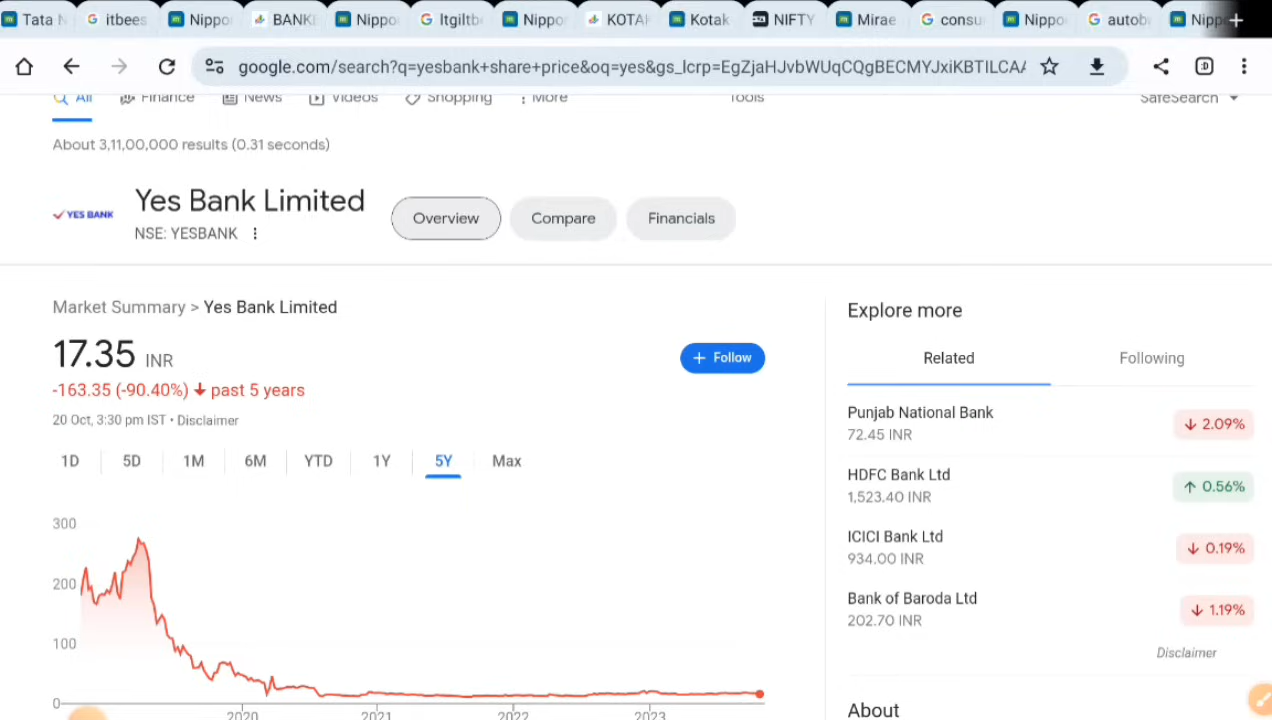 Tata N
itbees
Nippo
BANKI
Nippo
ltgiltb
Nippo
KOTAK
Kotak
NIFTY
Mirae
consu
Nippo
autob
Nipp
google.com/search?q=yesbank+share+price&oq=yes&gs_lcrp=EgZjaHJvbWUqCQgBECMYJxiKBTILCAA
:D
All Finance News Videos Shopping More Tools SafeSearch
About 3,11,00,000 results (0.31 seconds)
YES BANK
Yes Bank Limited
NSE: YESBANK
Overview Compare Financials
Market Summary > Yes Bank Limited
17.35 INR
+ Follow
-163.35 (-90.40%) ↓ past 5 years
20 Oct, 3:30 pm IST • Disclaimer
1D 5D 1M 6M YTD 1Y 5Y Max
300
200
100
0
2020 2021 2022 2023
Explore more
Related Following
Punjab National Bank
72.45 INR
↓ 2.09%
HDFC Bank Ltd
1,523.40 INR
↑ 0.56%
ICICI Bank Ltd
934.00 INR
↓ 0.19%
Bank of Baroda Ltd
202.70 INR
↓ 1.19%
Disclaimer
About